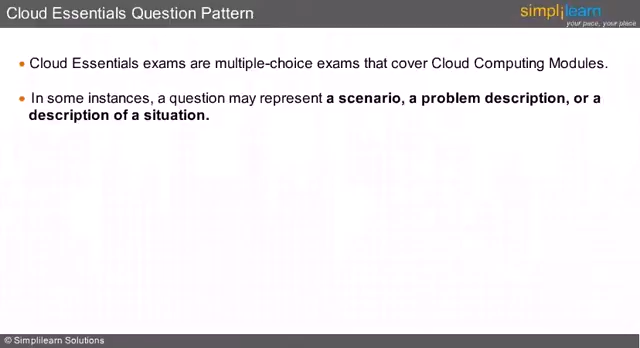 Cloud Essentials Question Pattern
simplilearn
your pace, your place
Cloud Essentials exams are multiple-choice exams that cover Cloud Computing Modules.
In some instances, a question may represent a scenario, a problem description, or a
description of a situation.
© Simplilearn Solutions